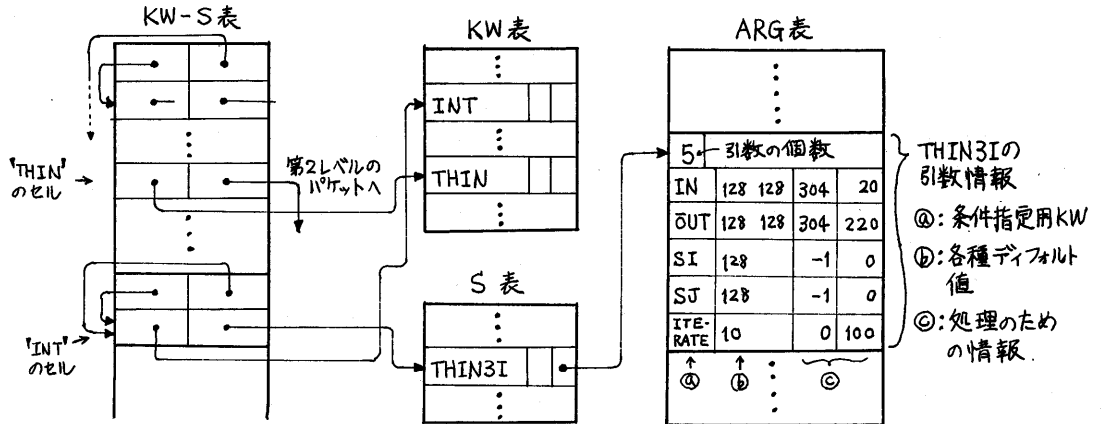 KW-S表
KW表
ARG表
INT
THIN
"THIN"
のセル
第2レベルの
パケットへ
S表
THIN3I
"INT"
のセル
5 引数の個数
IN 128 128 304 20
OUT 128 128 304 220
SI 128 -1 0
SJ 128 -1 0
ITE-
RATE 10 0 100
ⓐ ⓑ ⓒ
THIN3Iの
引数情報
ⓐ:条件指定用KW
ⓑ:各種ディフォルト
値
ⓒ:処理のため
の情報.